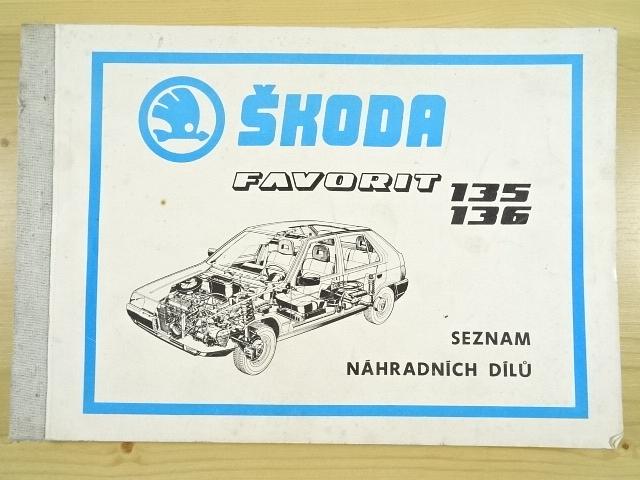 ŠKODA
FAVORIT 135
136
SEZNAM
NÁHRADNÍCH DÍLŮ